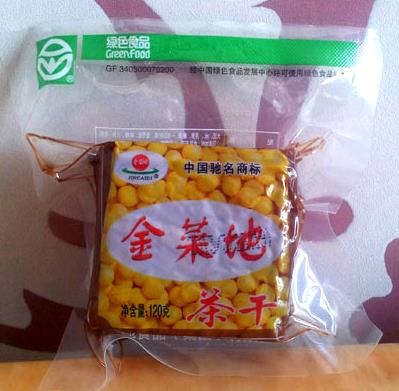 绿色食品
GreenFood
GF 340500070200 经中国绿色食品发展中心许可使用绿色食品
JINCAIDI
中国驰名商标
金菜地
净含量:120克
茶干